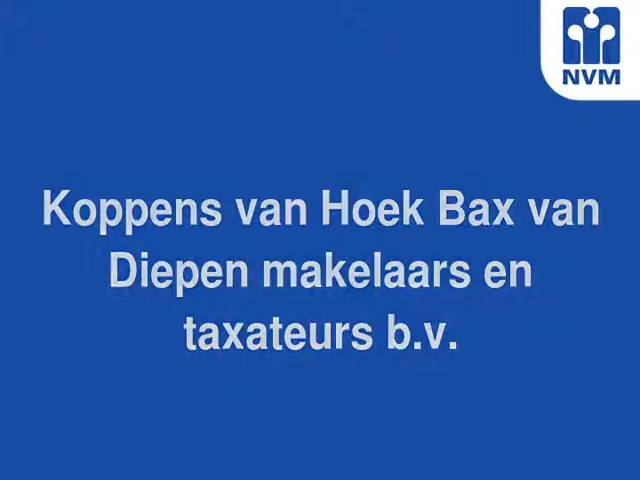 NVM
Koppens van Hoek Bax van
Diepen makelaars en
taxateurs b.v.